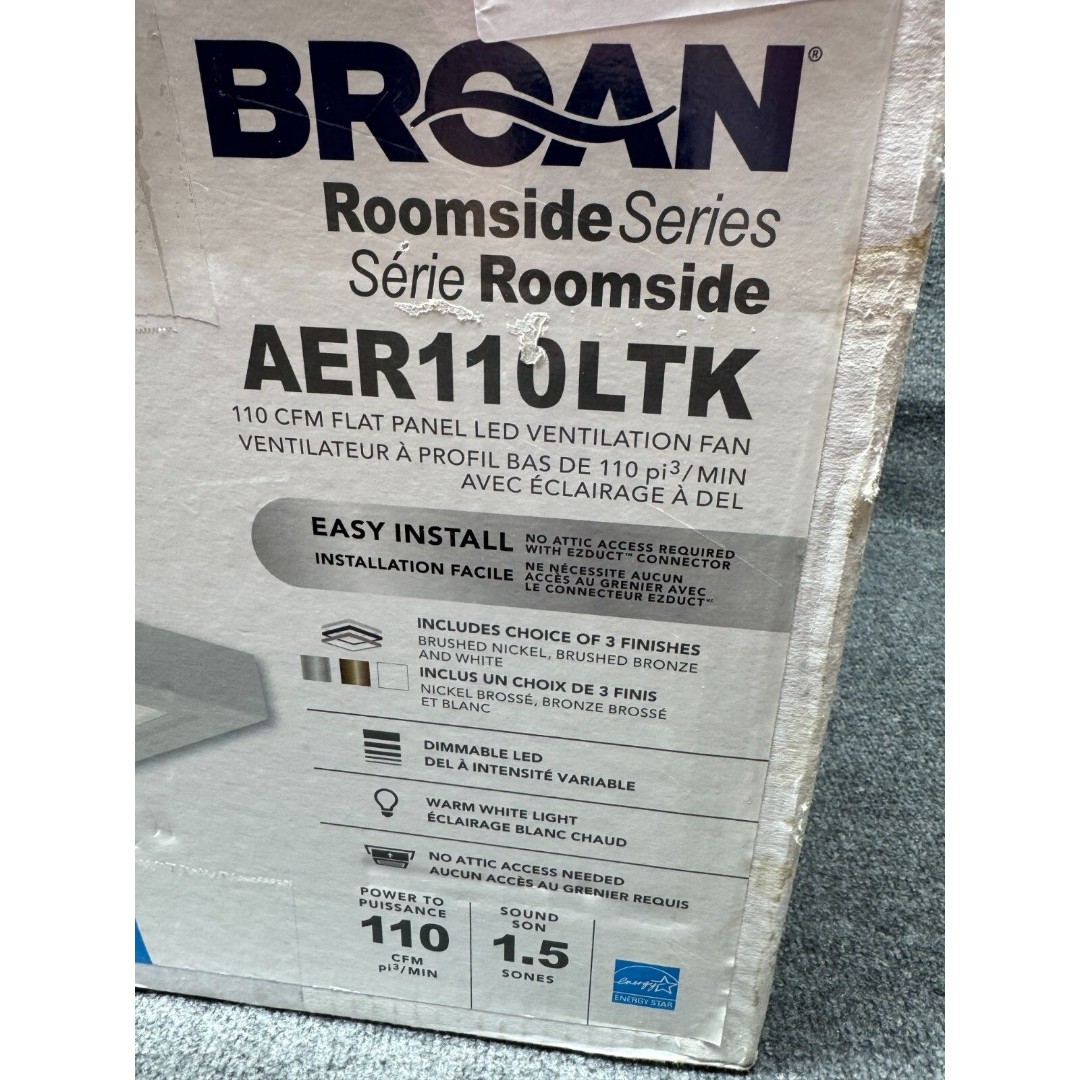 BROAN®
Roomside Series
Série Roomside
AER110LTK
110 CFM FLAT PANEL LED VENTILATION FAN
VENTILATEUR À PROFIL BAS DE 110 pi³/MIN
AVEC ÉCLAIRAGE À DEL
EASY INSTALL
NO ATTIC ACCESS REQUIRED
WITH EZDUCT™ CONNECTOR
INSTALLATION FACILE
NE NÉCESSITE AUCUN
ACCÈS AU GRENIER AVEC
LE CONNECTEUR EZDUCTᴹᶜ
INCLUDES CHOICE OF 3 FINISHES
BRUSHED NICKEL, BRUSHED BRONZE
AND WHITE
INCLUS UN CHOIX DE 3 FINIS
NICKEL BROSSÉ, BRONZE BROSSÉ
ET BLANC
DIMMABLE LED
DEL À INTENSITÉ VARIABLE
WARM WHITE LIGHT
ÉCLAIRAGE BLANC CHAUD
NO ATTIC ACCESS NEEDED
AUCUN ACCÈS AU GRENIER REQUIS
POWER TO
PUISSANCE
110
CFM
pi³/MIN
SOUND
SON
1.5
SONES
energy
ENERGY STAR